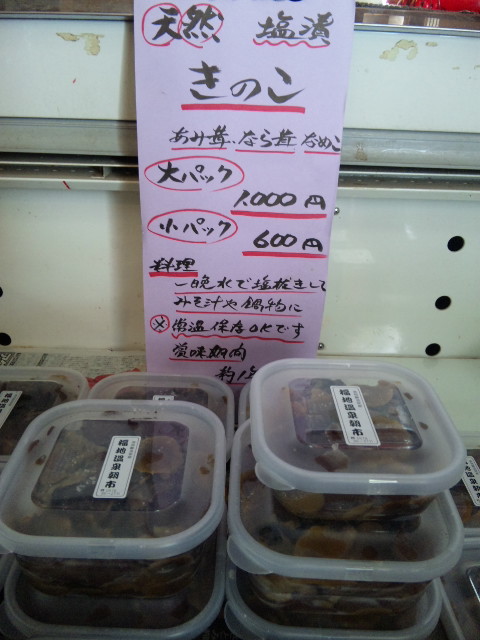 天然 塩漬
きのこ
あみ茸、なら茸 なめこ
大パック
1.000円
小パック
600円
料理
一晩水で塩抜きして
みそ汁や鍋物に
常温保存OKです
賞味期間
約1
福地温泉朝市
福地温泉朝市